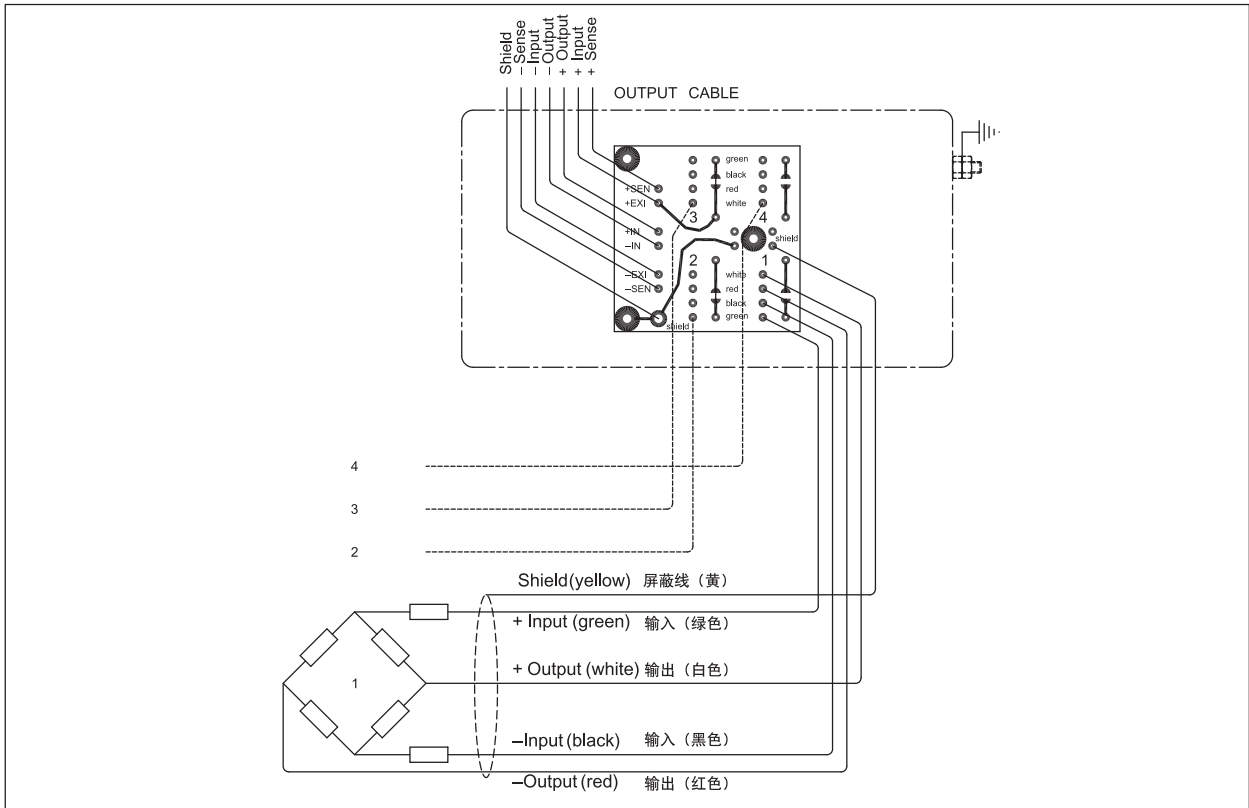 Shield
– Sense
– Input
– Output
+ Output
+ Input
+ Sense
OUTPUT CABLE
green
black
+SEN
red
+EXI
white
3
4
+IN
–IN
shield
2
1
–EXI
white
–SEN
red
black
green
shield
4
3
2
Shield(yellow) 屏蔽线（黄）
+ Input (green) 输入（绿色）
+ Output (white) 输出（白色）
1
–Input (black) 输入（黑色）
–Output (red) 输出（红色）